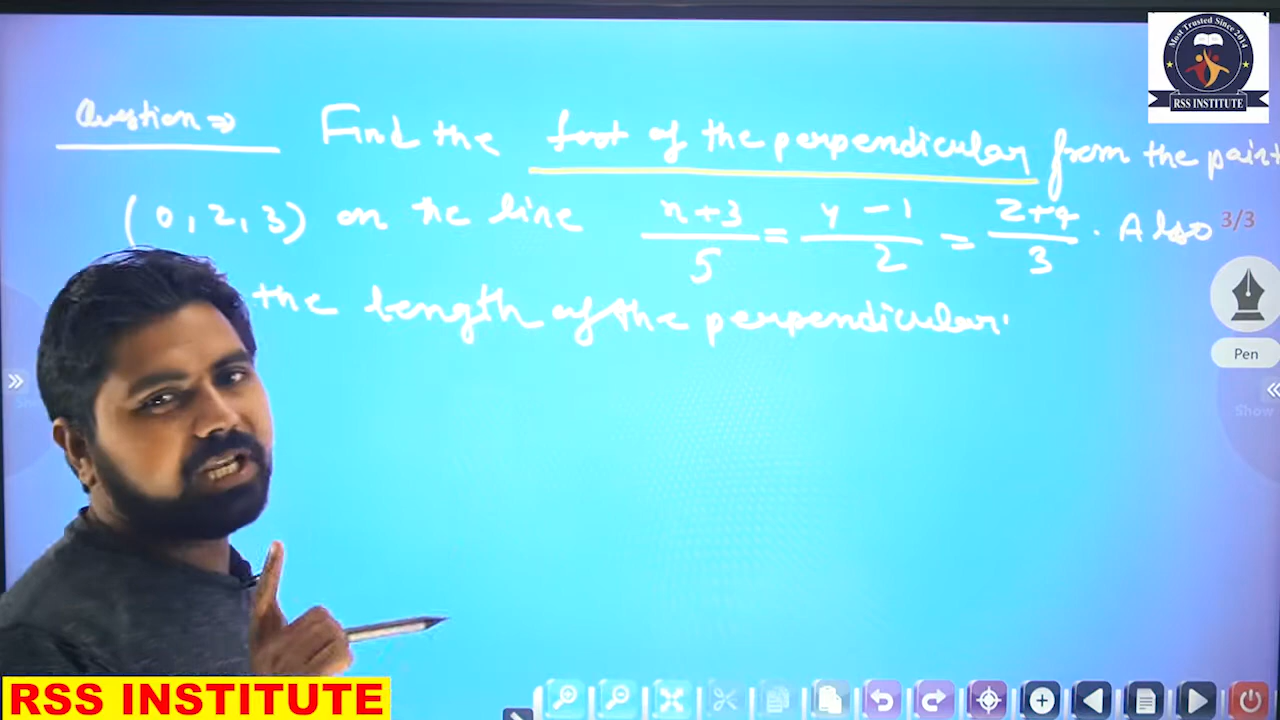 Question ⇒ Find the foot of the perpendicular from the point
(0, 2, 3) on the line x+3/5 = y-1/2 = z+4/3 . Also
the length of the perpendicular.
3/3
Pen
Show
Most Trusted Since 2014
RSS INSTITUTE
RSS INSTITUTE